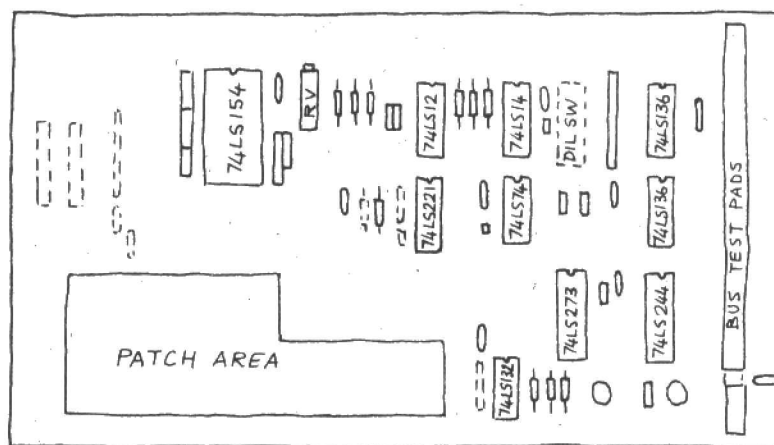 74LS154
RV
74LS12
74LS14
DIL SW
74LS136
74LS221
74LS74
74LS136
BUS TEST PADS
74LS273
74LS244
PATCH AREA
74LS132